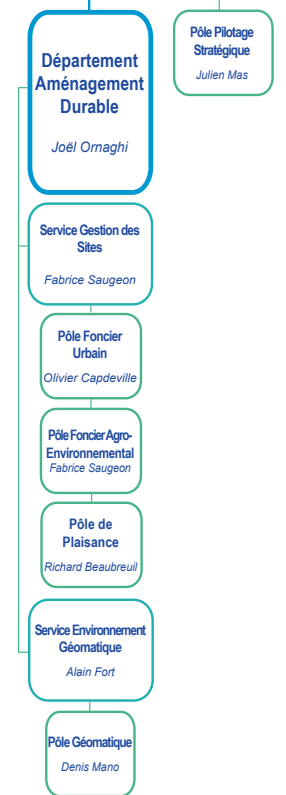 Département
Aménagement
Durable
Joël Ornaghi
Pôle Pilotage
Stratégique
Julien Mas
Service Gestion des
Sites
Fabrice Saugeon
Pôle Foncier
Urbain
Olivier Capdeville
Pôle Foncier Agro-
Environnemental
Fabrice Saugeon
Pôle de
Plaisance
Richard Beaubreuil
Service Environnement
Géomatique
Alain Fort
Pôle Géomatique
Denis Mano